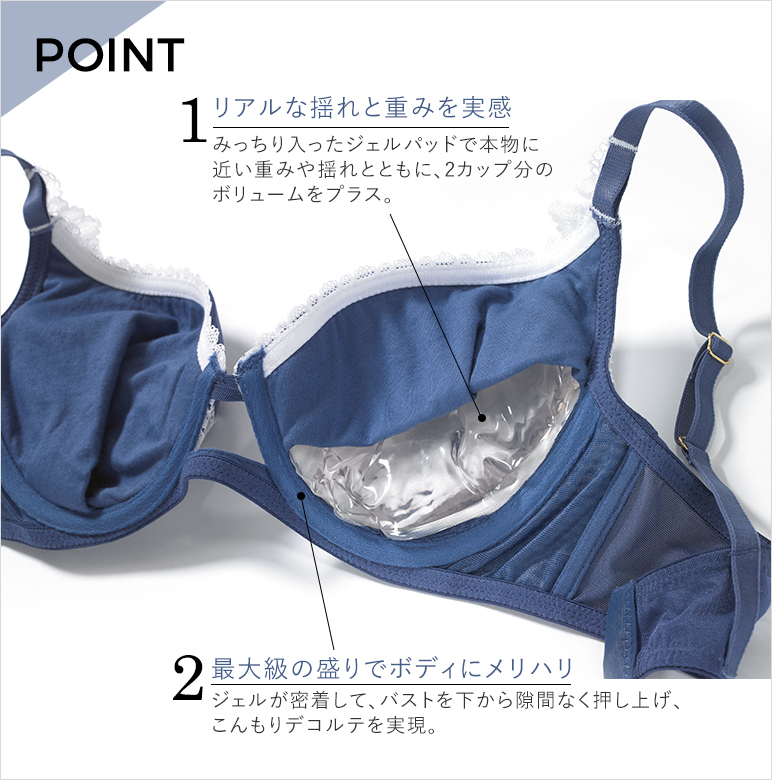 POINT
1
リアルな揺れと重みを実感
みっちり入ったジェルパッドで本物に
近い重みや揺れとともに、2カップ分の
ボリュームをプラス。
2
最大級の盛りでボディにメリハリ
ジェルが密着して、バストを下から隙間なく押し上げ、
こんもりデコルテを実現。